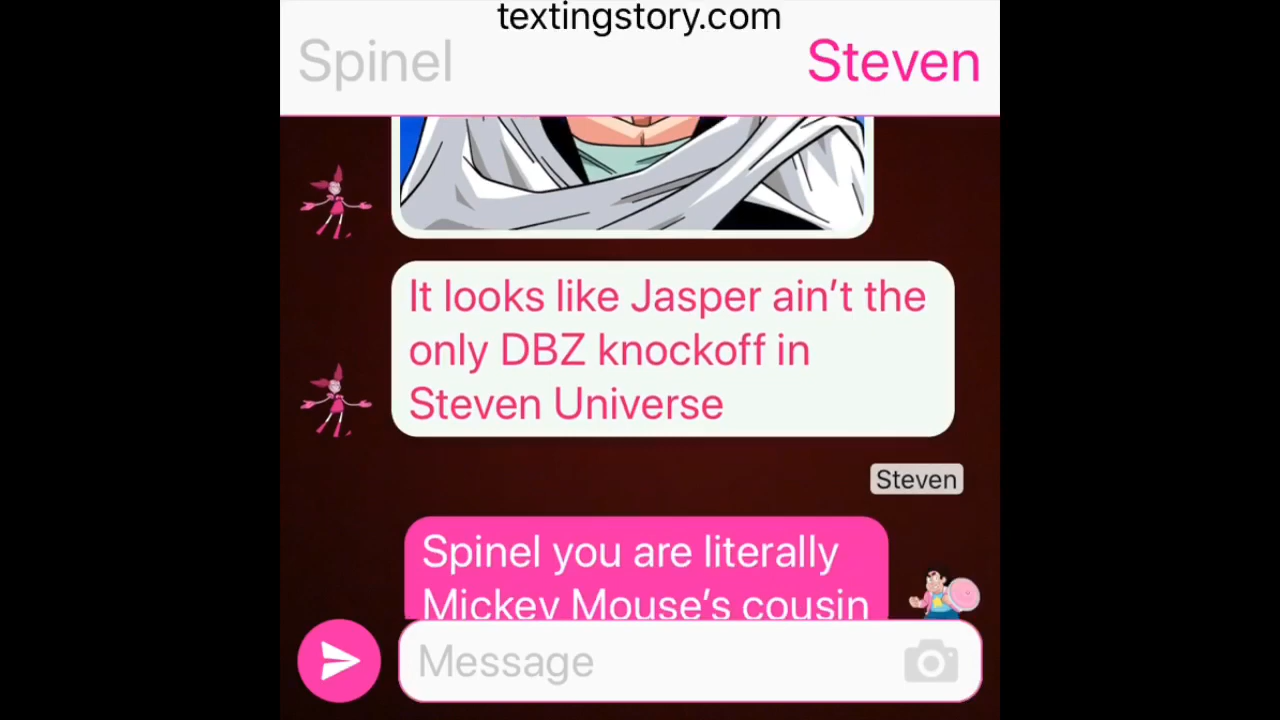 textingstory.com
Spinel
Steven
It looks like Jasper ain’t the
only DBZ knockoff in
Steven Universe
Steven
Spinel you are literally
Mickey Mouse’s cousin
Message